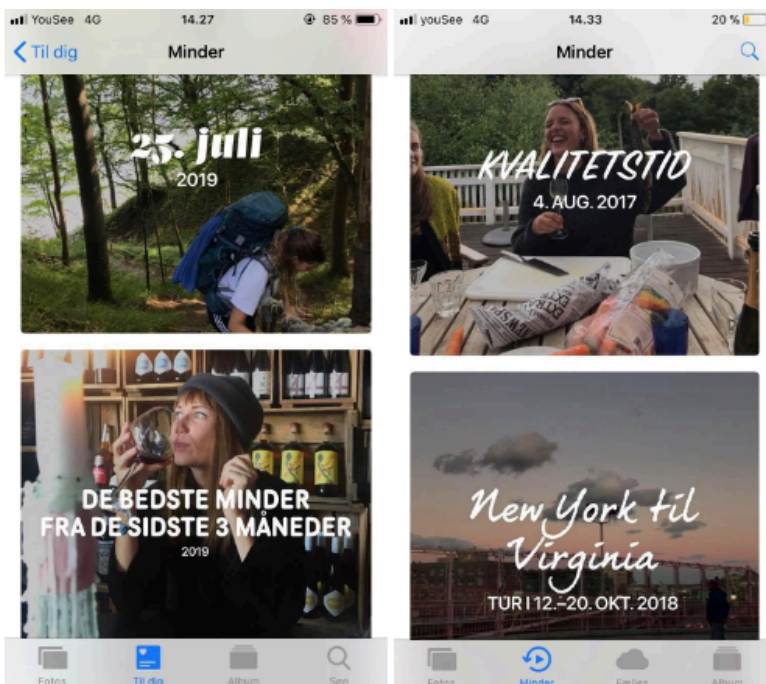 YouSee 4G 14.27 85 %
Til dig Minder
25. juli
2019
DE BEDSTE MINDER
FRA DE SIDSTE 3 MÅNEDER
2019
Fotos Til dig Album Søg
youSee 4G 14.33 20 %
Minder
KVALITETSTID
4. AUG. 2017
EXTRA
New York til
Virginia
TUR I 12.–20. OKT. 2018
Fotos Minder Fælles Album